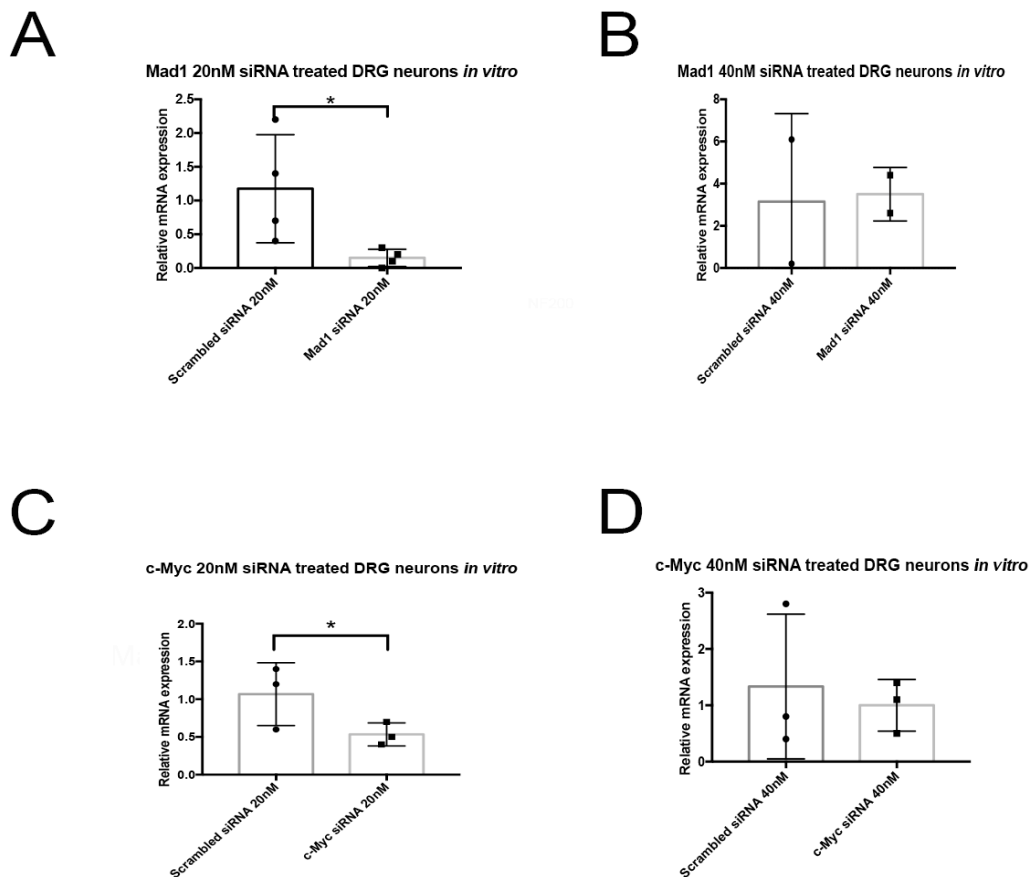 A
Mad1 20nM siRNA treated DRG neurons in vitro
Relative mRNA expression
2.5
2.0
1.5
1.0
0.5
0.0
*
Scrambled siRNA 20nM
Mad1 siRNA 20nM
B
Mad1 40nM siRNA treated DRG neurons in vitro
Relative mRNA expression
8
6
4
2
0
Scrambled siRNA 40nM
Mad1 siRNA 40nM
C
c-Myc 20nM siRNA treated DRG neurons in vitro
Relative mRNA expression
2.0
1.5
1.0
0.5
0.0
*
Scrambled siRNA 20nM
c-Myc siRNA 20nM
D
c-Myc 40nM siRNA treated DRG neurons in vitro
Relative mRNA expression
3
2
1
0
Scrambled siRNA 40nM
c-Myc siRNA 40nM